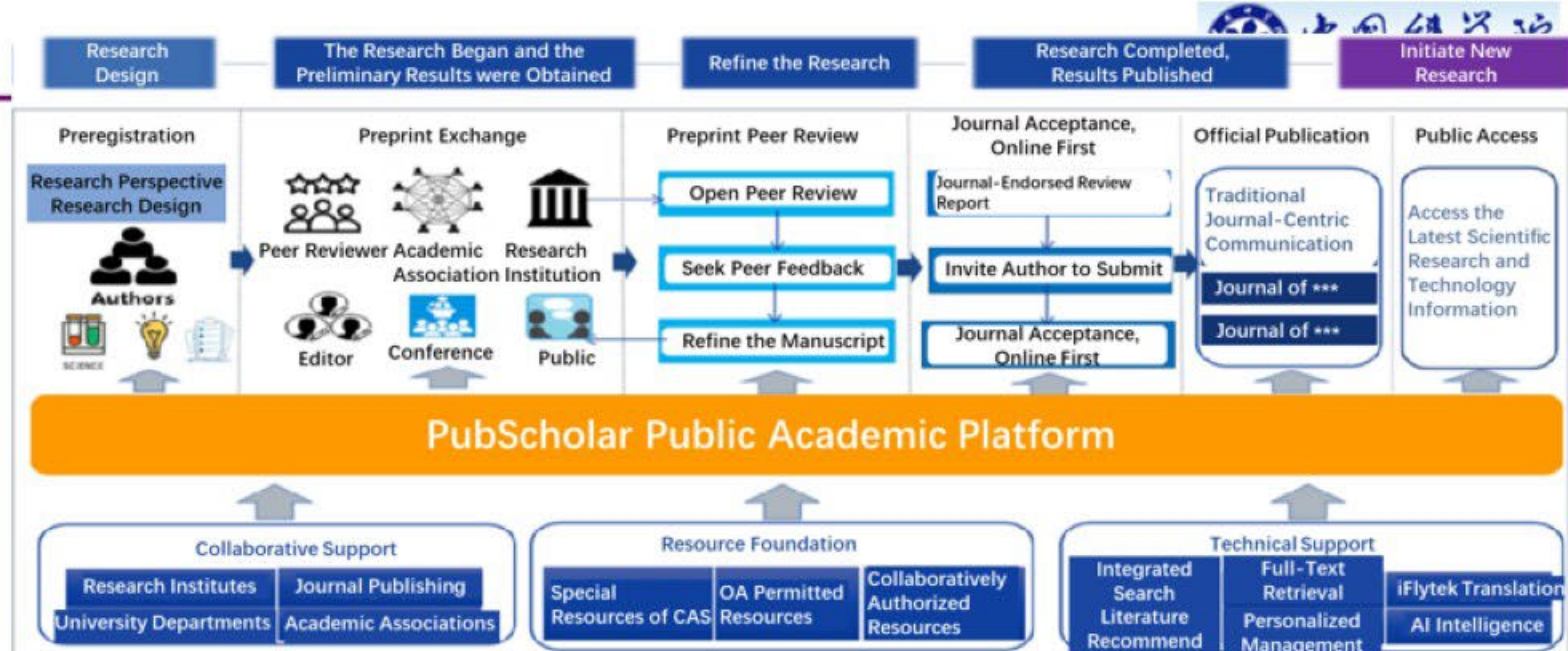 Research
Design
The Research Began and the
Preliminary Results were Obtained
Refine the Research
Research Completed,
Results Published
Initiate New
Research
Preregistration
Research Perspective
Research Design
Authors
SCIENCE
Preprint Exchange
Peer Reviewer
Academic
Association
Research
Institution
Editor
Conference
Public
Preprint Peer Review
Open Peer Review
Seek Peer Feedback
Refine the Manuscript
Journal Acceptance,
Online First
Journal-Endorsed Review
Report
Invite Author to Submit
Journal Acceptance,
Online First
Official Publication
Traditional
Journal-Centric
Communication
Journal of ***
Journal of ***
Public Access
Access the
Latest Scientific
Research and
Technology
Information
PubScholar Public Academic Platform
Collaborative Support
Research Institutes
Journal Publishing
University Departments
Academic Associations
Resource Foundation
Special
Resources of CAS
OA Permitted
Resources
Collaboratively
Authorized
Resources
Technical Support
Integrated
Search
Literature
Recommend
Full-Text
Retrieval
Personalized
Management
iFlytek Translation
AI Intelligence